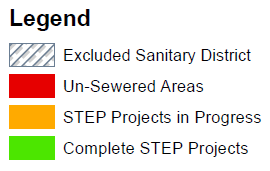 Legend
Excluded Sanitary District
Un-Sewered Areas
STEP Projects in Progress
Complete STEP Projects